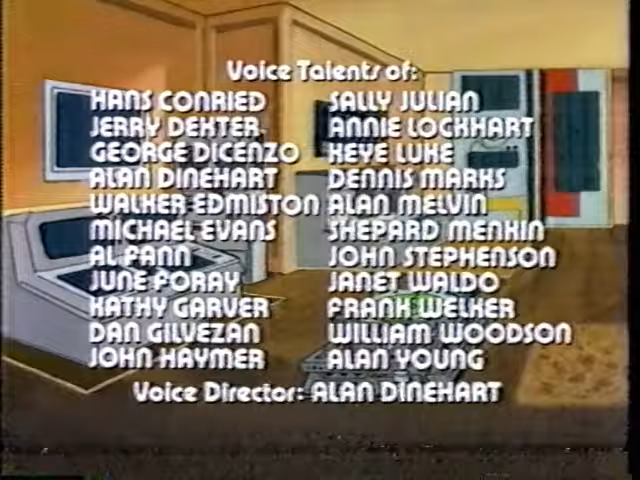 Voice Talents of:
HANS CONRIED SALLY JULIAN
JERRY DEXTER ANNIE LOCKHART
GEORGE DICENZO KEYE LUKE
ALAN DINEHART DENNIS MARKS
WALKER EDMISTON ALAN MELVIN
MICHAEL EVANS SHEPARD MENKIN
AL FANN JOHN STEPHENSON
JUNE FORAY JANET WALDO
KATHY GARVER FRANK WELKER
DAN GILVEZAN WILLIAM WOODSON
JOHN HAYMER ALAN YOUNG
Voice Director: ALAN DINEHART